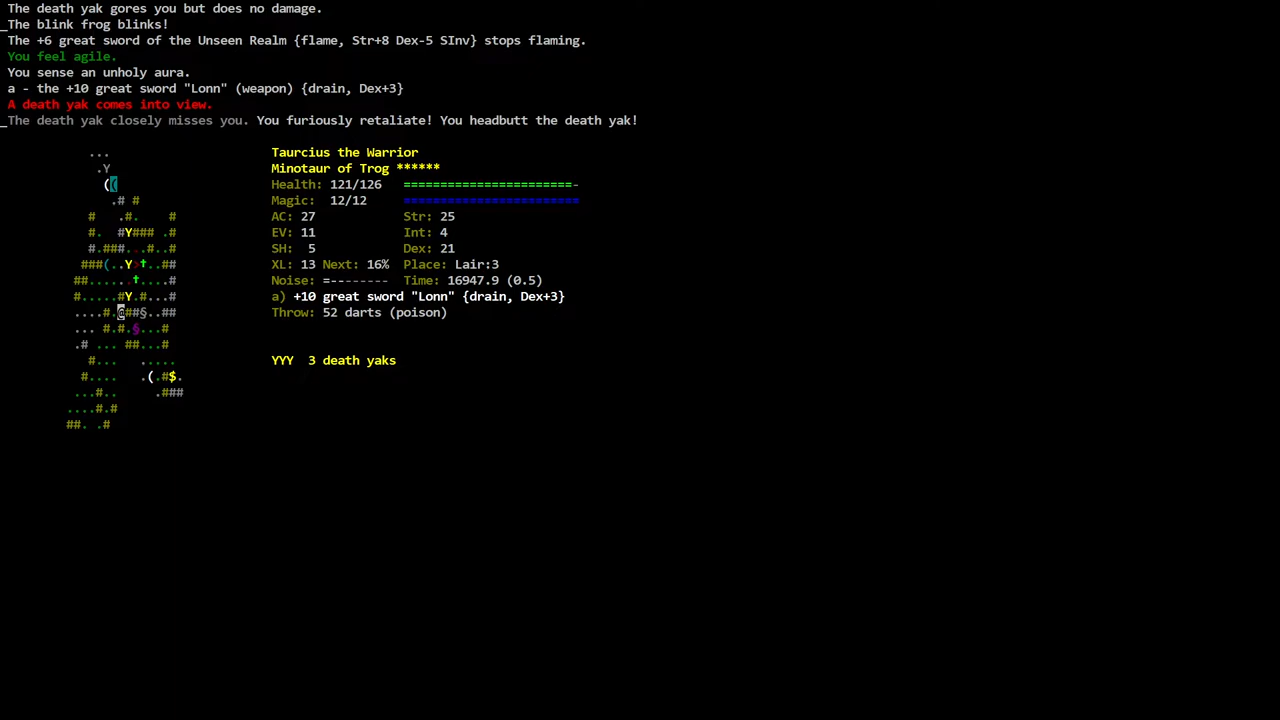 The death yak gores you but does no damage.
_The blink frog blinks!
The +6 great sword of the Unseen Realm {flame, Str+8 Dex-5 SInv} stops flaming.
You feel agile.
You sense an unholy aura.
a - the +10 great sword "Lonn" (weapon) {drain, Dex+3}
A death yak comes into view.
_The death yak closely misses you. You furiously retaliate! You headbutt the death yak!
Taurcius the Warrior
Minotaur of Trog ******
Health: 121/126 =======================-
Magic: 12/12 ========================
AC: 27 Str: 25
EV: 11 Int: 4
SH: 5 Dex: 21
XL: 13 Next: 16% Place: Lair:3
Noise: =-------- Time: 16947.9 (0.5)
a) +10 great sword "Lonn" {drain, Dex+3}
Throw: 52 darts (poison)
YYY 3 death yaks